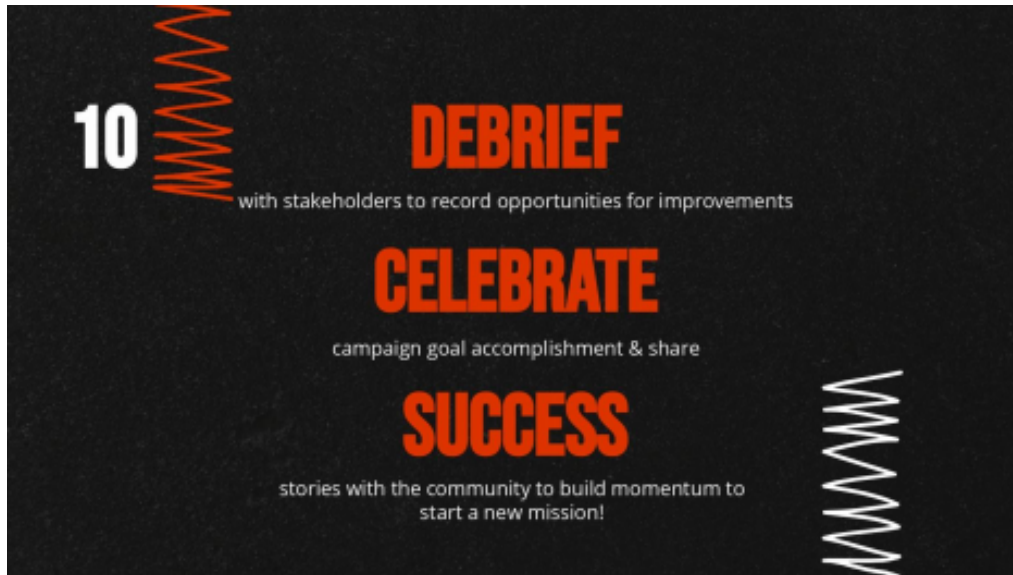 10
DEBRIEF
with stakeholders to record opportunities for improvements
CELEBRATE
campaign goal accomplishment & share
SUCCESS
stories with the community to build momentum to
start a new mission!